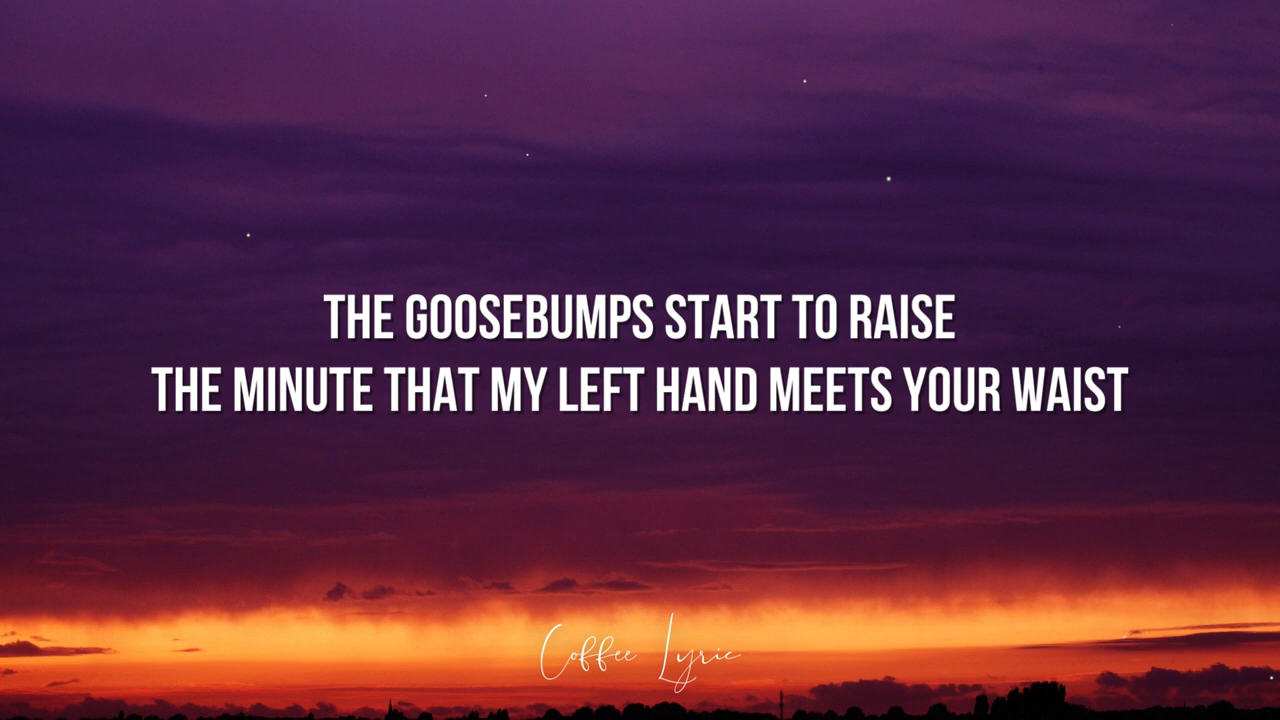 THE GOOSEBUMPS START TO RAISE
THE MINUTE THAT MY LEFT HAND MEETS YOUR WAIST
Coffee Lyric